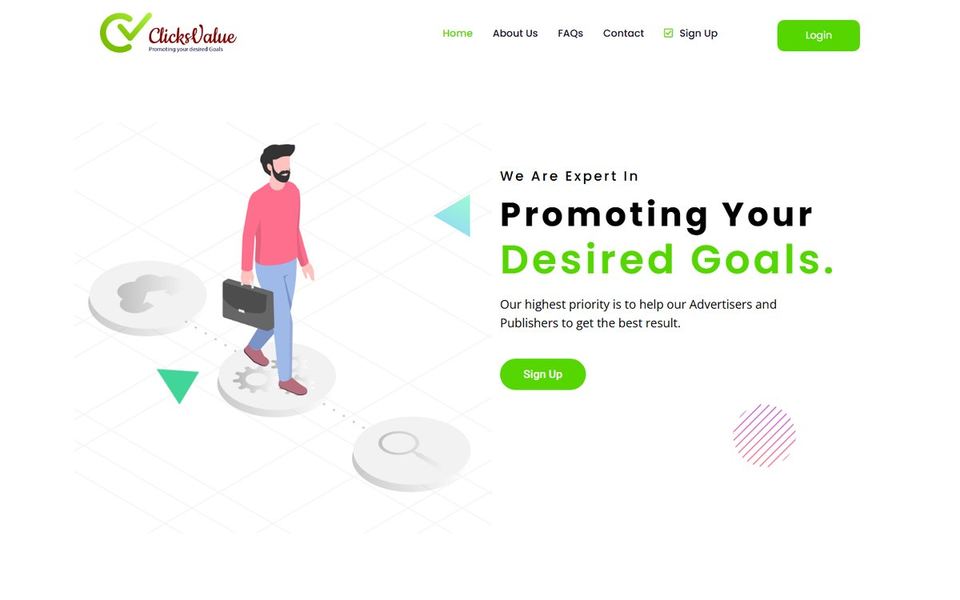 ClicksValue
Promoting your desired Goals
Home
About Us
FAQs
Contact
Sign Up
Login
We Are Expert In
Promoting Your
Desired Goals.
Our highest priority is to help our Advertisers and
Publishers to get the best result.
Sign Up